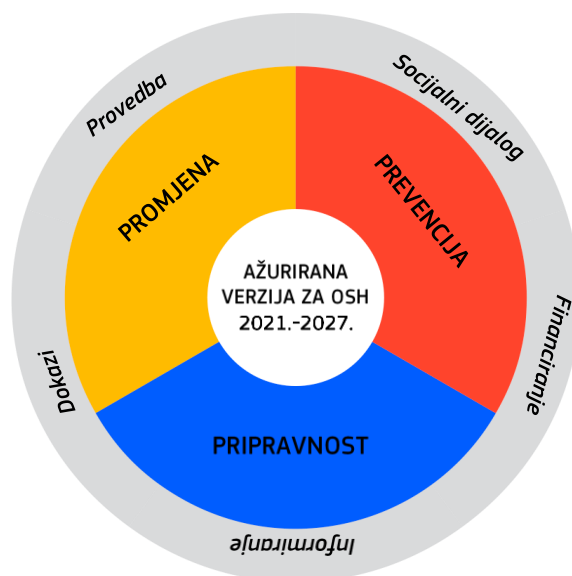 Provedba
Socijalni dijalog
PROMJENA
PREVENCIJA
AŽURIRANA
VERZIJA ZA OSH
2021.-2027.
Dokazi
Financiranje
PRIPRAVNOST
Informiranje